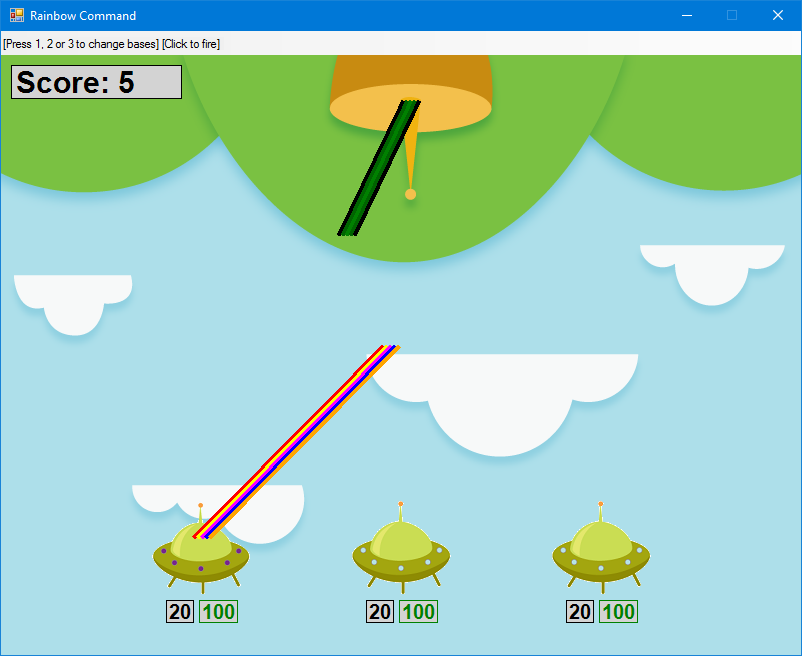 Rainbow Command
[Press 1, 2 or 3 to change bases] [Click to fire]
Score: 5
20 100 20 100 20 100